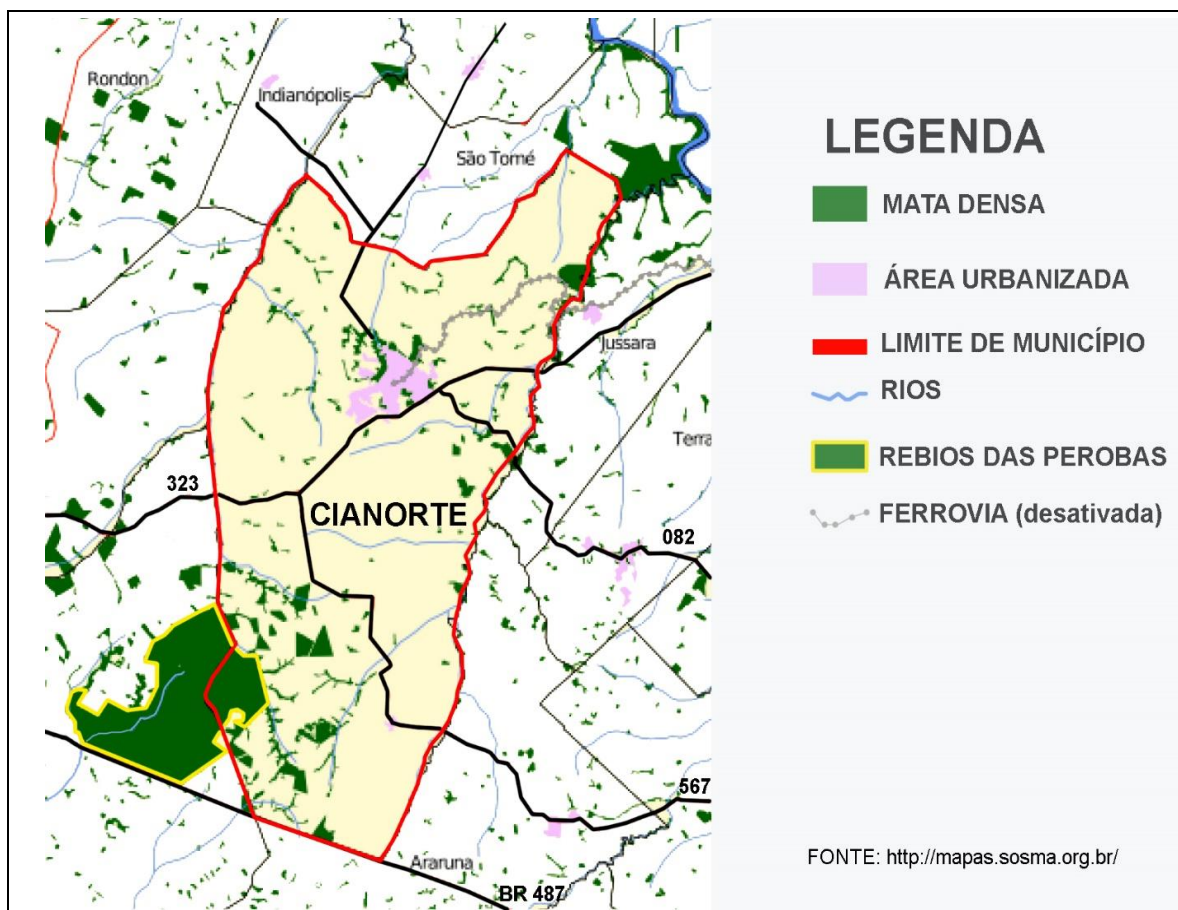 Rondon
Indianópolis
São Tomé
Jussara
Terra
323
CIANORTE
082
567
Araruna
BR 487
LEGENDA
MATA DENSA
ÁREA URBANIZADA
LIMITE DE MUNICÍPIO
RIOS
REBIOS DAS PEROBAS
FERROVIA (desativada)
FONTE: http://mapas.sosma.org.br/